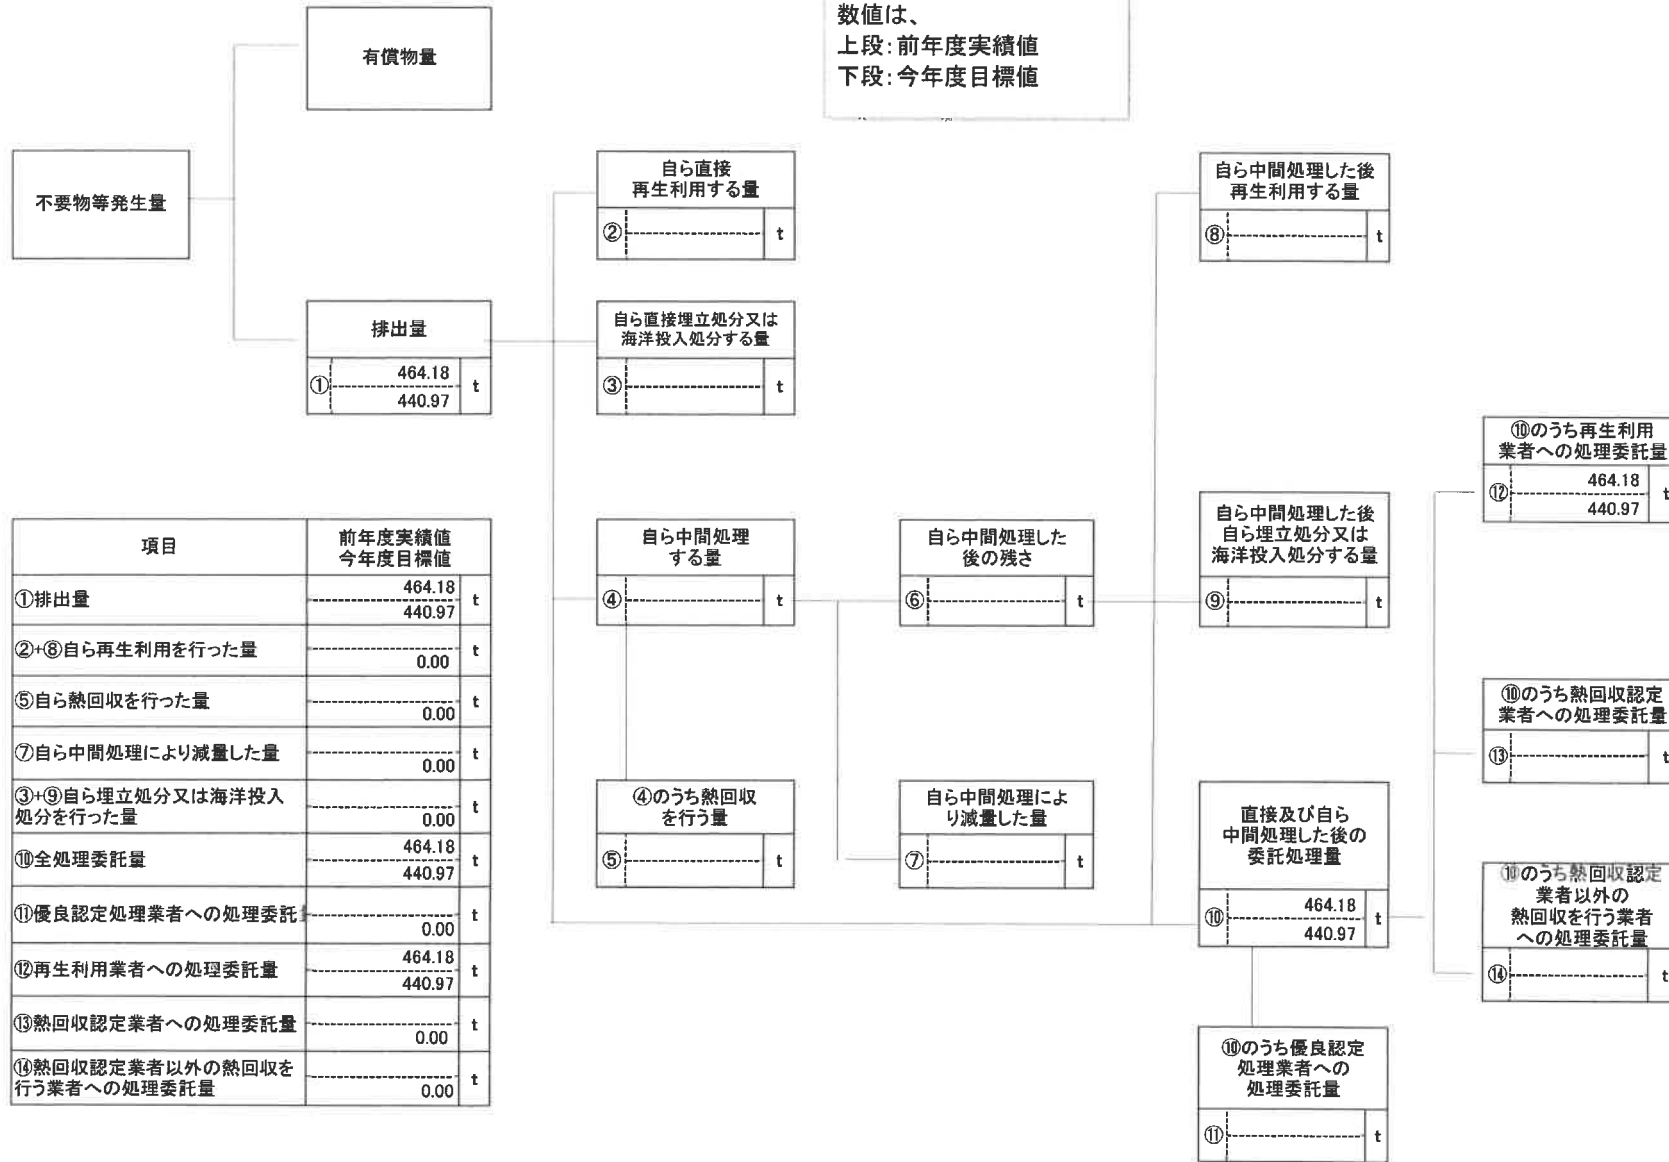 数値は、
上段:前年度実績値
下段:今年度目標値
有償物量
不要物等発生量
排出量
①
464.18
440.97
t
自ら直接
再生利用する量
②
t
自ら直接埋立処分又は
海洋投入処分する量
③
t
自ら中間処理
する量
④
t
④のうち熱回収
を行う量
⑤
t
自ら中間処理した
後の残さ
⑥
t
自ら中間処理によ
り減量した量
⑦
t
自ら中間処理した後
再生利用する量
⑧
t
自ら中間処理した後
自ら埋立処分又は
海洋投入処分する量
⑨
t
直接及び自ら
中間処理した後の
委託処理量
⑩
464.18
440.97
t
⑩のうち優良認定
処理業者への
処理委託量
⑪
t
⑩のうち再生利用
業者への処理委託量
⑫
464.18
440.97
t
⑩のうち熱回収認定
業者への処理委託量
⑬
t
⑩のうち熱回収認定
業者以外の
熱回収を行う業者
への処理委託量
⑭
t
項目
前年度実績値
今年度目標値
①排出量
464.18
440.97
t
②+⑧自ら再生利用を行った量
0.00
t
⑤自ら熱回収を行った量
0.00
t
⑦自ら中間処理により減量した量
0.00
t
③+⑨自ら埋立処分又は海洋投入
処分を行った量
0.00
t
⑩全処理委託量
464.18
440.97
t
⑪優良認定処理業者への処理委託
0.00
t
⑫再生利用業者への処理委託量
464.18
440.97
t
⑬熱回収認定業者への処理委託量
0.00
t
⑭熱回収認定業者以外の熱回収を
行う業者への処理委託量
0.00
t